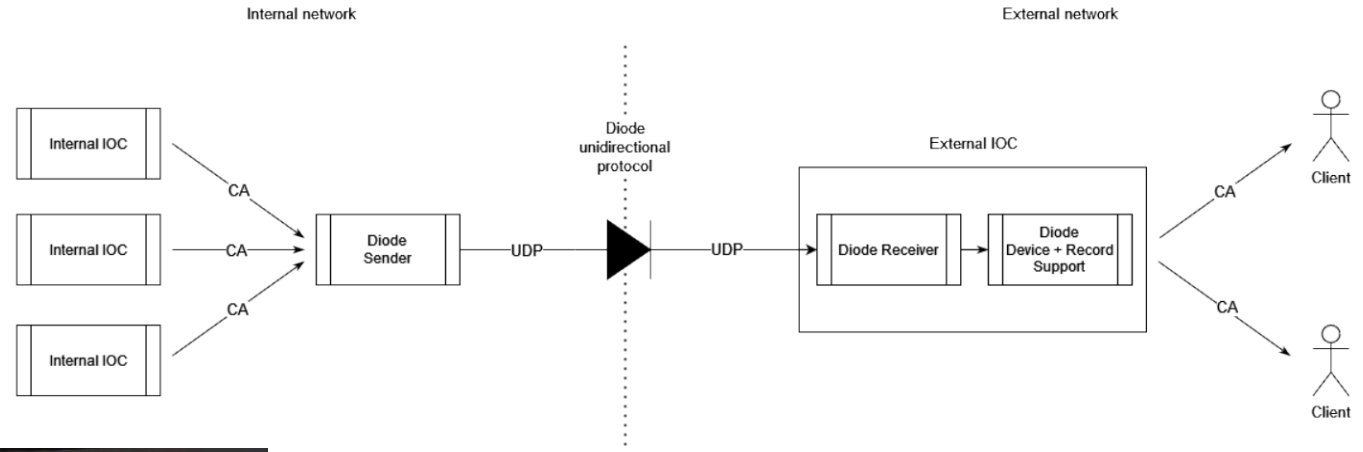 Internal network
External network
Diode
unidirectional
protocol
External IOC
Internal IOC
CA
Internal IOC
CA
Internal IOC
CA
Diode
Sender
UDP
UDP
Diode Receiver
Diode
Device + Record
Support
CA
CA
Client
Client